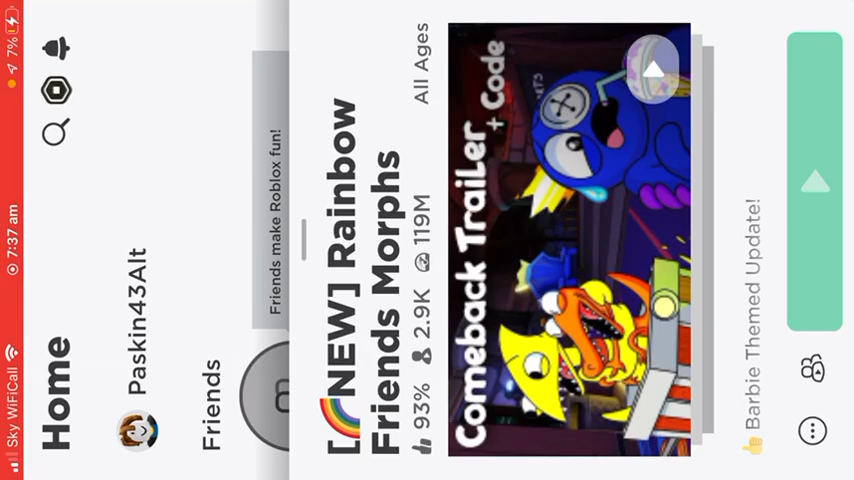 Sky WiFiCall
7:37 am
7%
Home
Paskin43Alt
Friends
Friends make Roblox fun!
[🌈NEW] Rainbow
Friends Morphs
93% 2.9K 119M All Ages
Comeback Trailer
+ Code
👍 Barbie Themed Update!